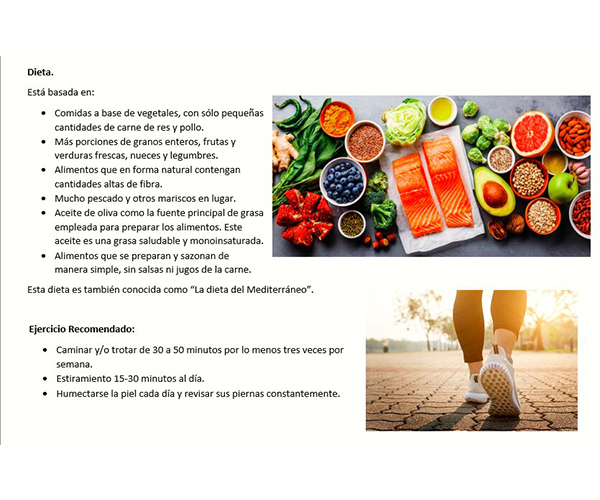 Dieta.
Está basada en:
• Comidas a base de vegetales, con sólo pequeñas
cantidades de carne de res y pollo.
• Más porciones de granos enteros, frutas y
verduras frescas, nueces y legumbres.
• Alimentos que en forma natural contengan
cantidades altas de fibra.
• Mucho pescado y otros mariscos en lugar.
• Aceite de oliva como la fuente principal de grasa
empleada para preparar los alimentos. Este
aceite es una grasa saludable y monoinsaturada.
• Alimentos que se preparan y sazonan de
manera simple, sin salsas ni jugos de la carne.
Esta dieta es también conocida como “La dieta del Mediterráneo”.
Ejercicio Recomendado:
• Caminar y/o trotar de 30 a 50 minutos por lo menos tres veces por
semana.
• Estiramiento 15-30 minutos al día.
• Humectarse la piel cada día y revisar sus piernas constantemente.